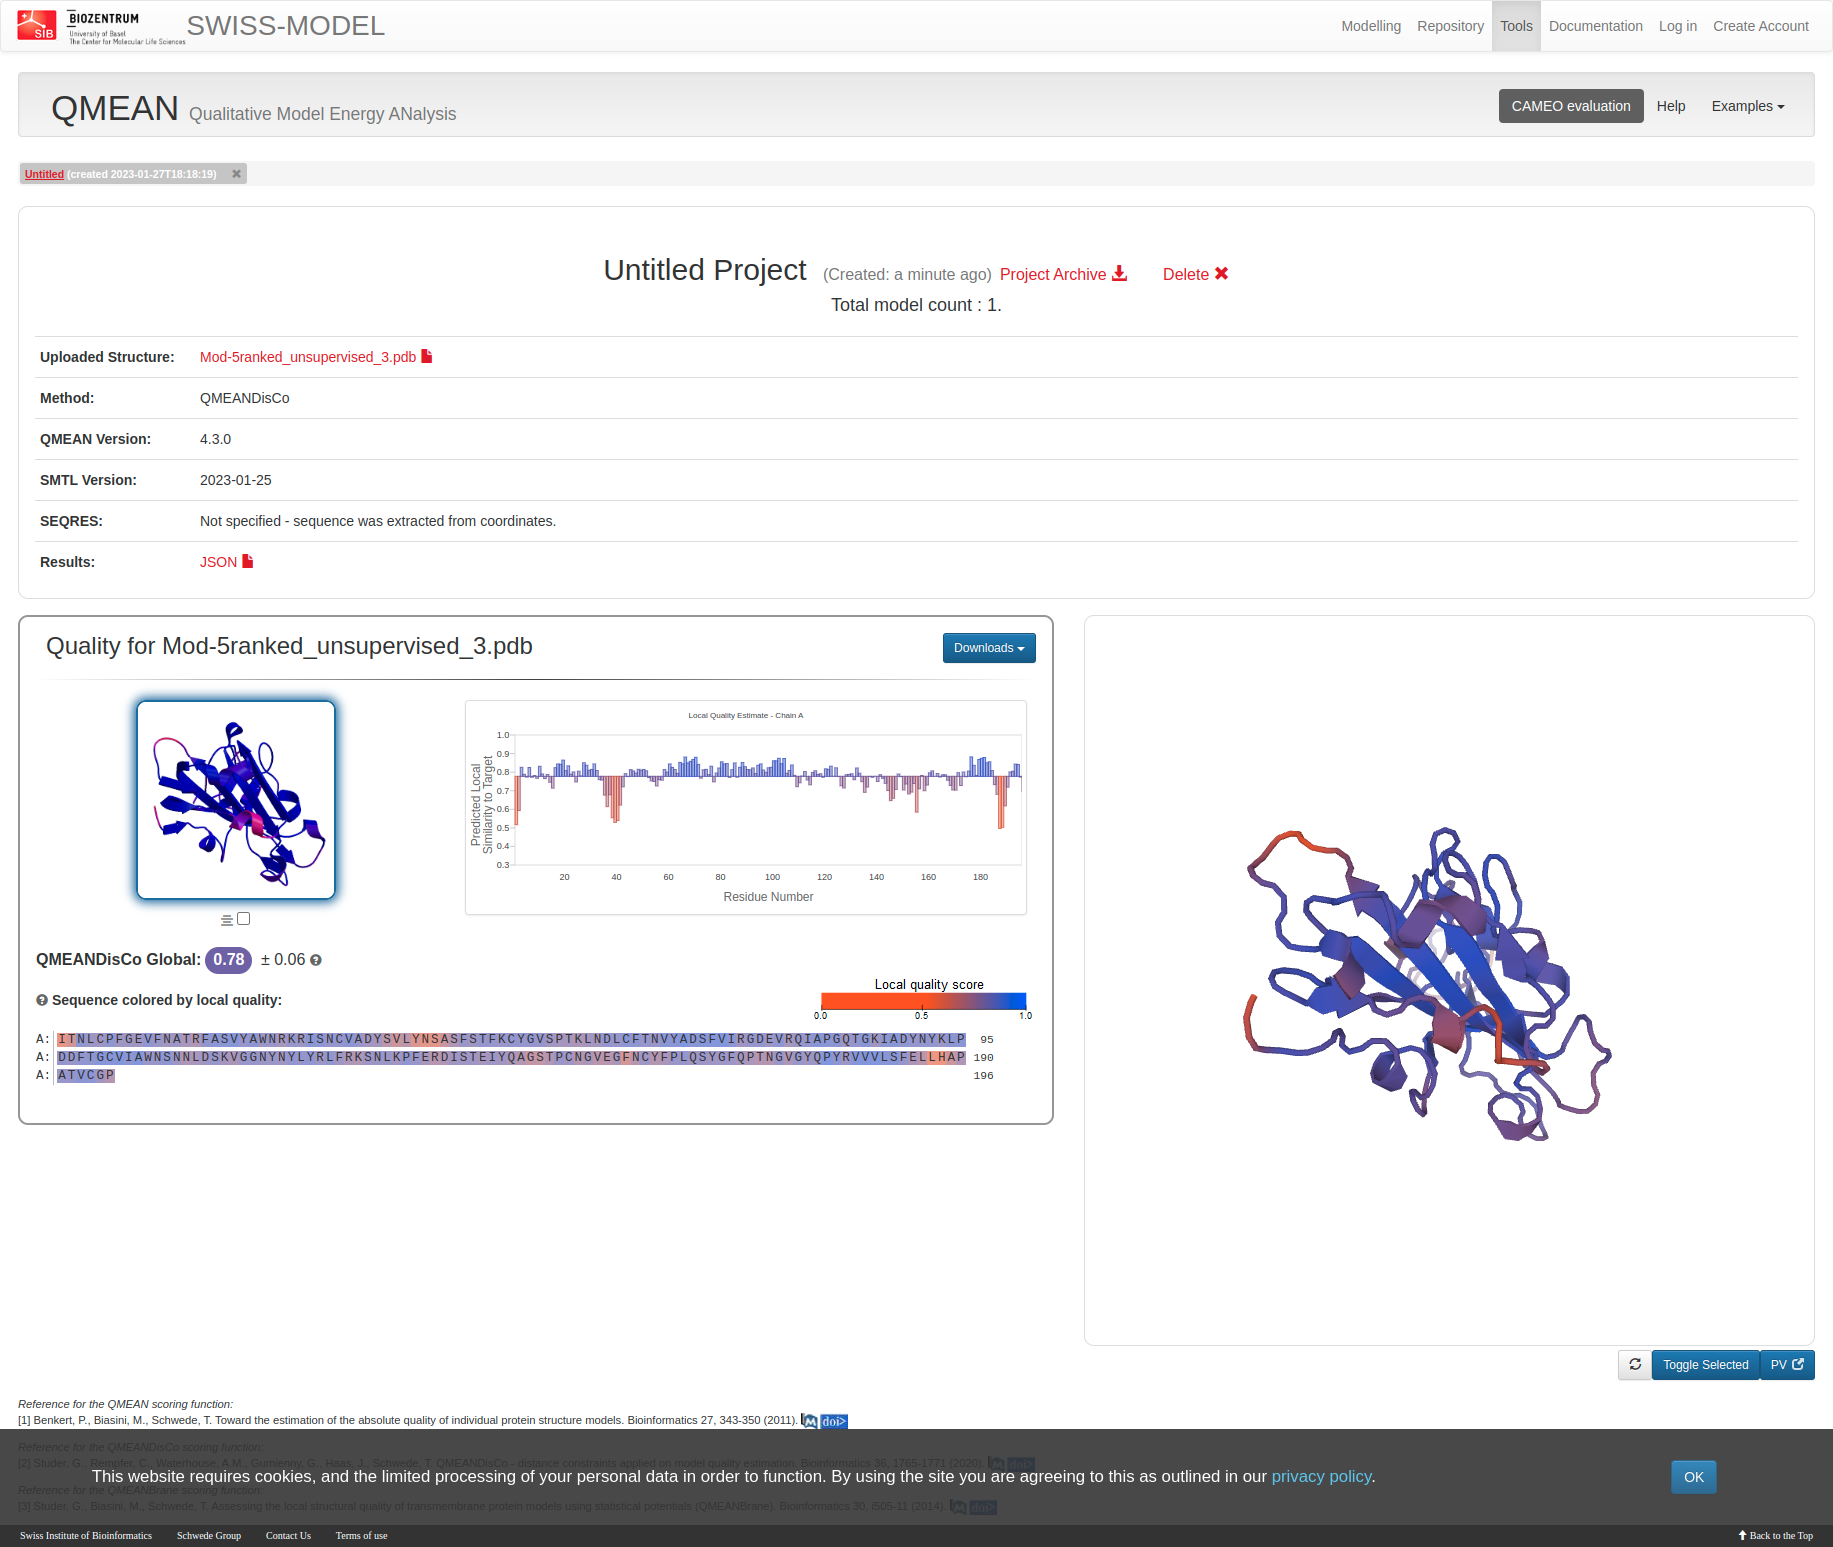 SIB
BIOZENTRUM
University of Basel
The Center for Molecular Life Sciences
SWISS-MODEL
Modelling Repository Tools Documentation Log in Create Account
QMEAN Qualitative Model Energy ANalysis
CAMEO evaluation Help Examples
Untitled (created 2023-01-27T18:18:19)
Untitled Project (Created: a minute ago) Project Archive Delete
Total model count : 1.
Uploaded Structure: Mod-5ranked_unsupervised_3.pdb
Method: QMEANDisCo
QMEAN Version: 4.3.0
SMTL Version: 2023-01-25
SEQRES: Not specified - sequence was extracted from coordinates.
Results: JSON
Quality for Mod-5ranked_unsupervised_3.pdb
Downloads
Local Quality Estimate - Chain A
1.0
0.9
0.8
0.7
0.6
0.5
0.4
0.3
Predicted Local
Similarity to Target
20 40 60 80 100 120 140 160 180
Residue Number
QMEANDisCo Global: 0.78 ± 0.06
Sequence colored by local quality:
Local quality score
0.0 0.5 1.0
A: ITNLCPFGEVFNATRFASVYAWNRKRISNCVADYSVLYNSASFSTFKCYGVSPTKLNDLCFTNVYADSFVIRGDEVRQIAPGQTGKIADYNYKLP 95
A: DDFTGCVIAWNSNNLDSKVGGNYNYLYRLFRKSNLKPFERDISTEIYQAGSTPCNGVEGFNCYFPLQSYGFQPTNGVGYQPYRVVVLSFELLHAP 190
A: ATVCGP 196
Toggle Selected PV
Reference for the QMEAN scoring function:
[1] Benkert, P., Biasini, M., Schwede, T. Toward the estimation of the absolute quality of individual protein structure models. Bioinformatics 27, 343-350 (2011). M doi>
Reference for the QMEANDisCo scoring function:
[2] Studer, G., Rempfer, C., Waterhouse, A.M., Gumienny, G., Haas, J., Schwede, T. QMEANDisCo - distance constraints applied on model quality estimation. Bioinformatics 36, 1765-1771 (2020). M doi>
This website requires cookies, and the limited processing of your personal data in order to function. By using the site you are agreeing to this as outlined in our privacy policy.
OK
Reference for the QMEANBrane scoring function:
[3] Studer, G., Biasini, M., Schwede, T. Assessing the local structural quality of transmembrane protein models using statistical potentials (QMEANBrane). Bioinformatics 30, i505-11 (2014). M doi>
Swiss Institute of Bioinformatics Schwede Group Contact Us Terms of use
Back to the Top